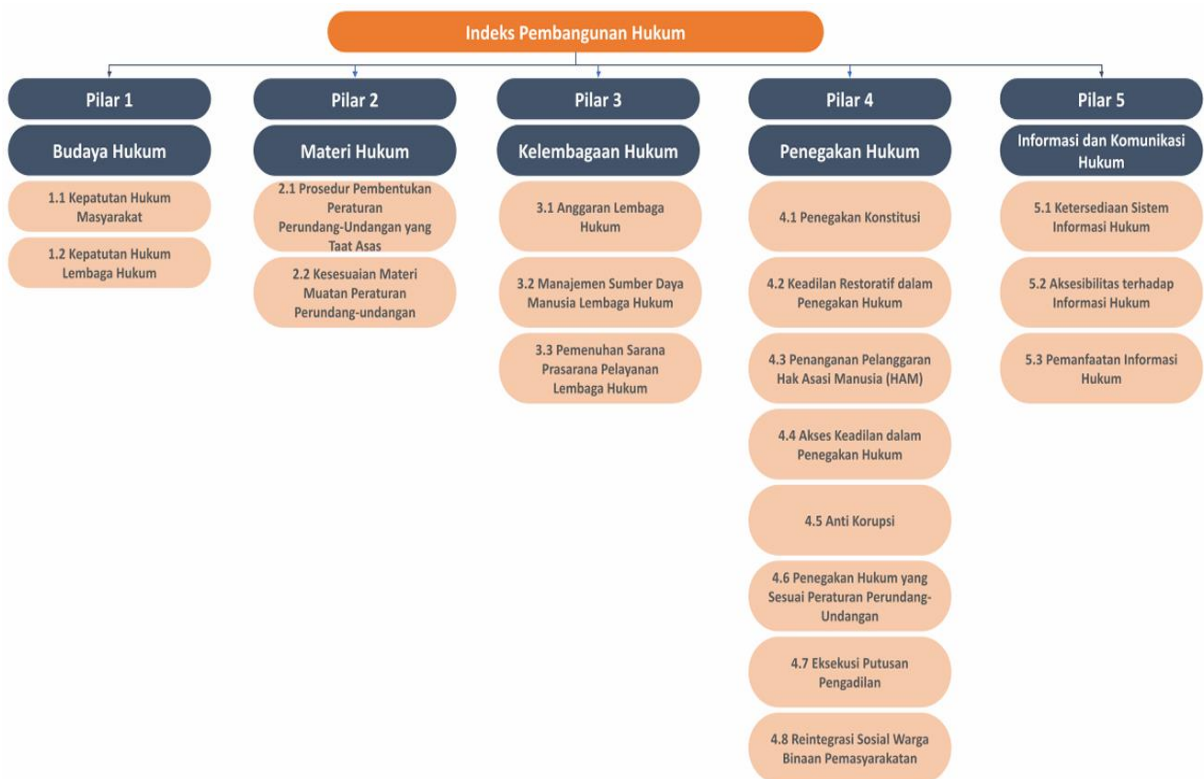 Indeks Pembangunan Hukum
Pilar 1
Budaya Hukum
1.1 Kepatutan Hukum
Masyarakat
1.2 Kepatutan Hukum
Lembaga Hukum
Pilar 2
Materi Hukum
2.1 Prosedur Pembentukan
Peraturan
Perundang-Undangan yang
Taat Asas
2.2 Kesesuaian Materi
Muatan Peraturan
Perundang-undangan
Pilar 3
Kelembagaan Hukum
3.1 Anggaran Lembaga
Hukum
3.2 Manajemen Sumber Daya
Manusia Lembaga Hukum
3.3 Pemenuhan Sarana
Prasarana Pelayanan
Lembaga Hukum
Pilar 4
Penegakan Hukum
4.1 Penegakan Konstitusi
4.2 Keadilan Restoratif dalam
Penegakan Hukum
4.3 Penanganan Pelanggaran
Hak Asasi Manusia (HAM)
4.4 Akses Keadilan dalam
Penegakan Hukum
4.5 Anti Korupsi
4.6 Penegakan Hukum yang
Sesuai Peraturan Perundang-
Undangan
4.7 Eksekusi Putusan
Pengadilan
4.8 Reintegrasi Sosial Warga
Binaan Pemasyarakatan
Pilar 5
Informasi dan Komunikasi
Hukum
5.1 Ketersediaan Sistem
Informasi Hukum
5.2 Aksesibilitas terhadap
Informasi Hukum
5.3 Pemanfaatan Informasi
Hukum